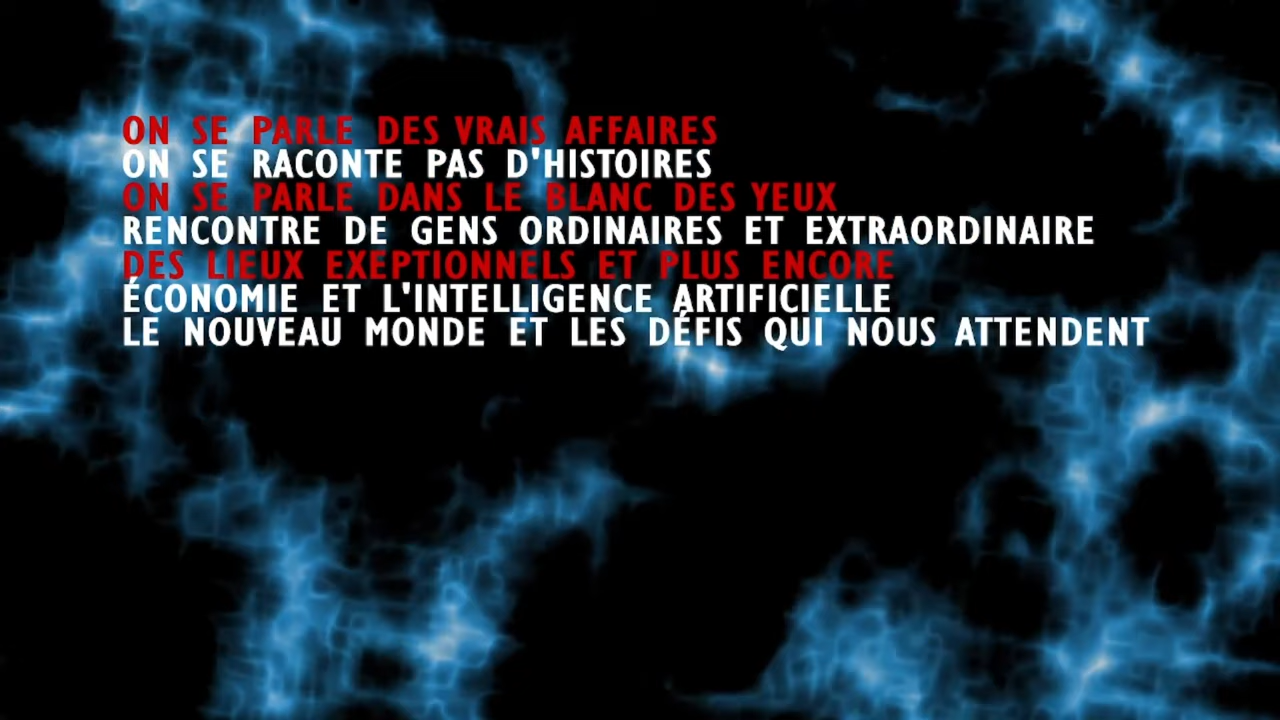 ON SE PARLE DES VRAIS AFFAIRES
ON SE RACONTE PAS D'HISTOIRES
ON SE PARLE DANS LE BLANC DES YEUX
RENCONTRE DE GENS ORDINAIRES ET EXTRAORDINAIRE
DES LIEUX EXEPTIONNELS ET PLUS ENCORE
ÉCONOMIE ET L'INTELLIGENCE ARTIFICIELLE
LE NOUVEAU MONDE ET LES DÉFIS QUI NOUS ATTENDENT